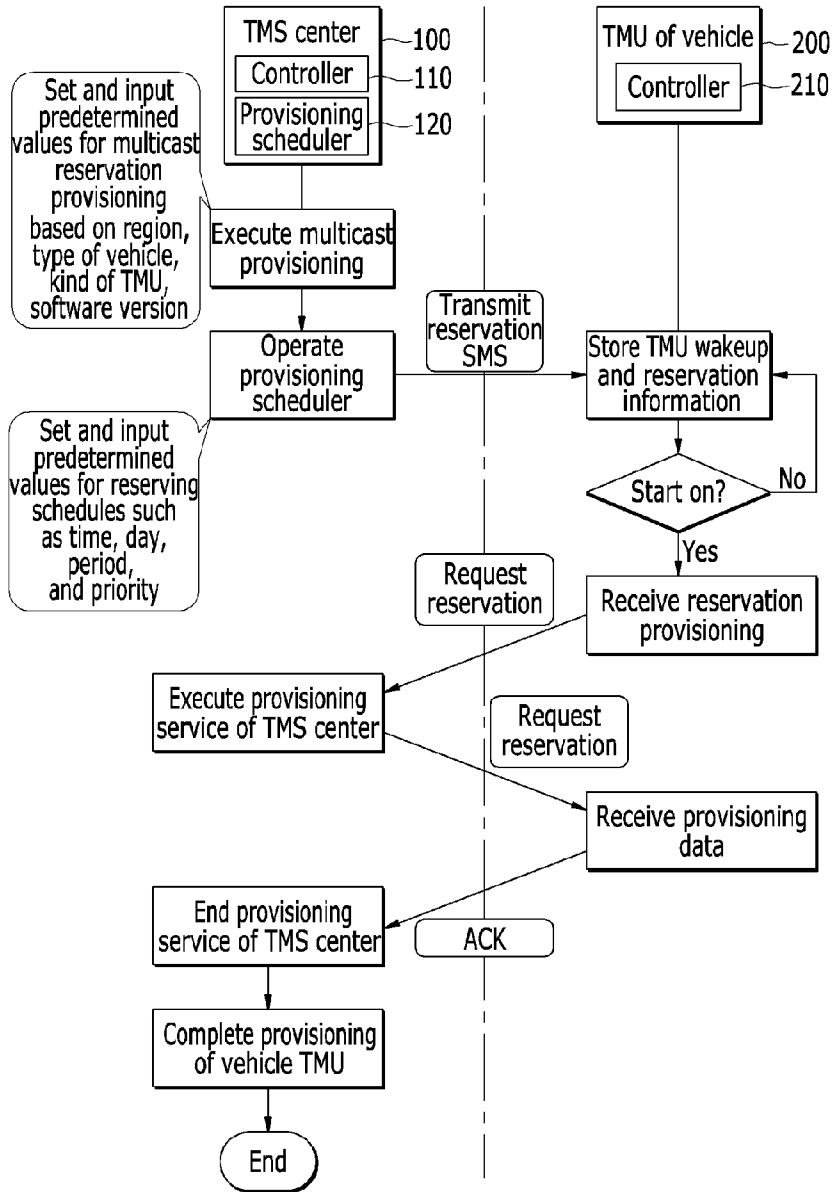 TMS center
100
Controller
110
Provisioning
scheduler
120
TMU of vehicle
200
Controller
210
Set and input
predetermined
values for multicast
reservation
provisioning
based on region,
type of vehicle,
kind of TMU,
software version
Execute multicast
provisioning
Transmit
reservation
SMS
Operate
provisioning
scheduler
Store TMU wakeup
and reservation
information
Set and input
predetermined
values for reserving
schedules such
as time, day,
period,
and priority
Start on?
No
Yes
Request
reservation
Receive reservation
provisioning
Execute provisioning
service of TMS center
Request
reservation
Receive provisioning
data
End provisioning
service of TMS center
ACK
Complete provisioning
of vehicle TMU
End